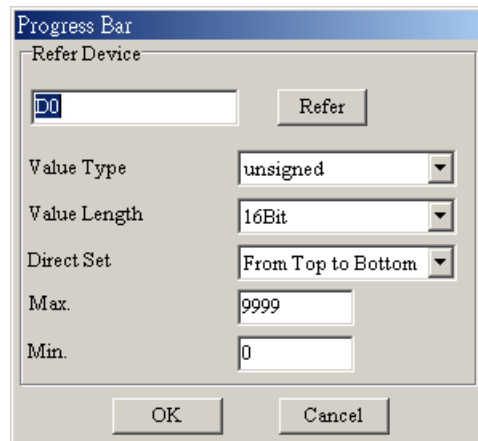 Progress Bar
Refer Device
D0
Refer
Value Type
unsigned
Value Length
16Bit
Direct Set
From Top to Bottom
Max.
9999
Min.
0
OK
Cancel